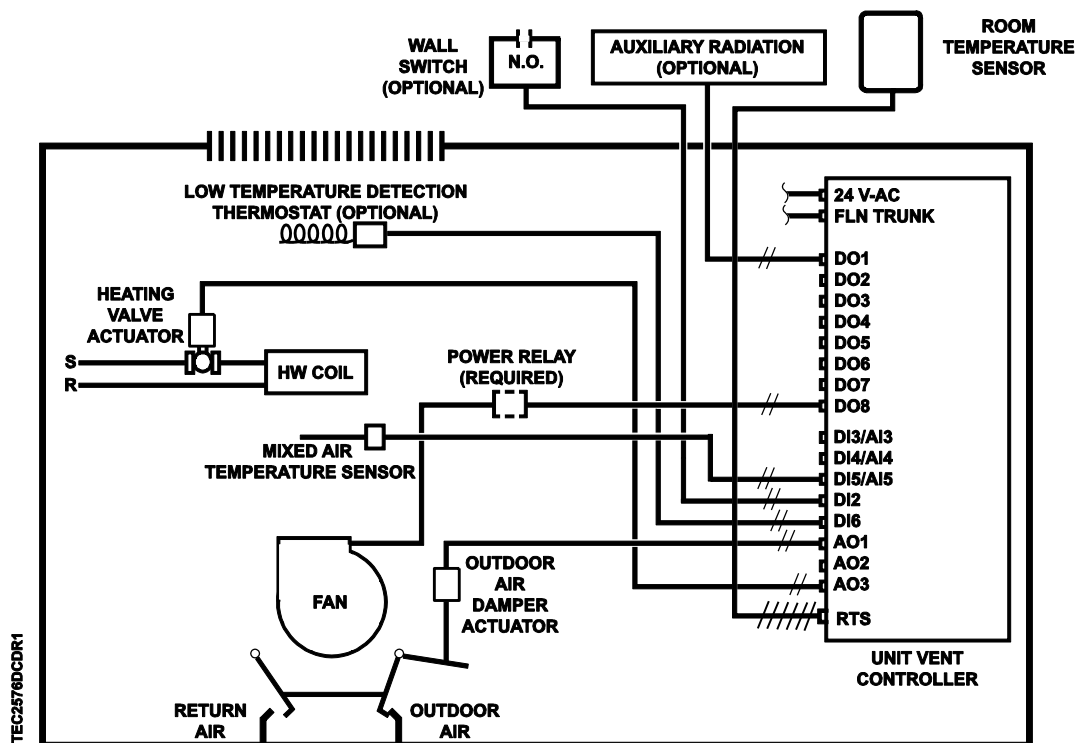 WALL
SWITCH
(OPTIONAL)
N.O.
AUXILIARY RADIATION
(OPTIONAL)
ROOM
TEMPERATURE
SENSOR
LOW TEMPERATURE DETECTION
THERMOSTAT (OPTIONAL)
24 V-AC
FLN TRUNK
DO1
DO2
DO3
DO4
DO5
DO6
DO7
DO8
DI3/AI3
DI4/AI4
DI5/AI5
DI2
DI6
AO1
AO2
AO3
RTS
UNIT VENT
CONTROLLER
HEATING
VALVE
ACTUATOR
S
R
HW COIL
POWER RELAY
(REQUIRED)
MIXED AIR
TEMPERATURE SENSOR
FAN
OUTDOOR
AIR
DAMPER
ACTUATOR
RETURN
AIR
OUTDOOR
AIR
TEC2576DCDR1